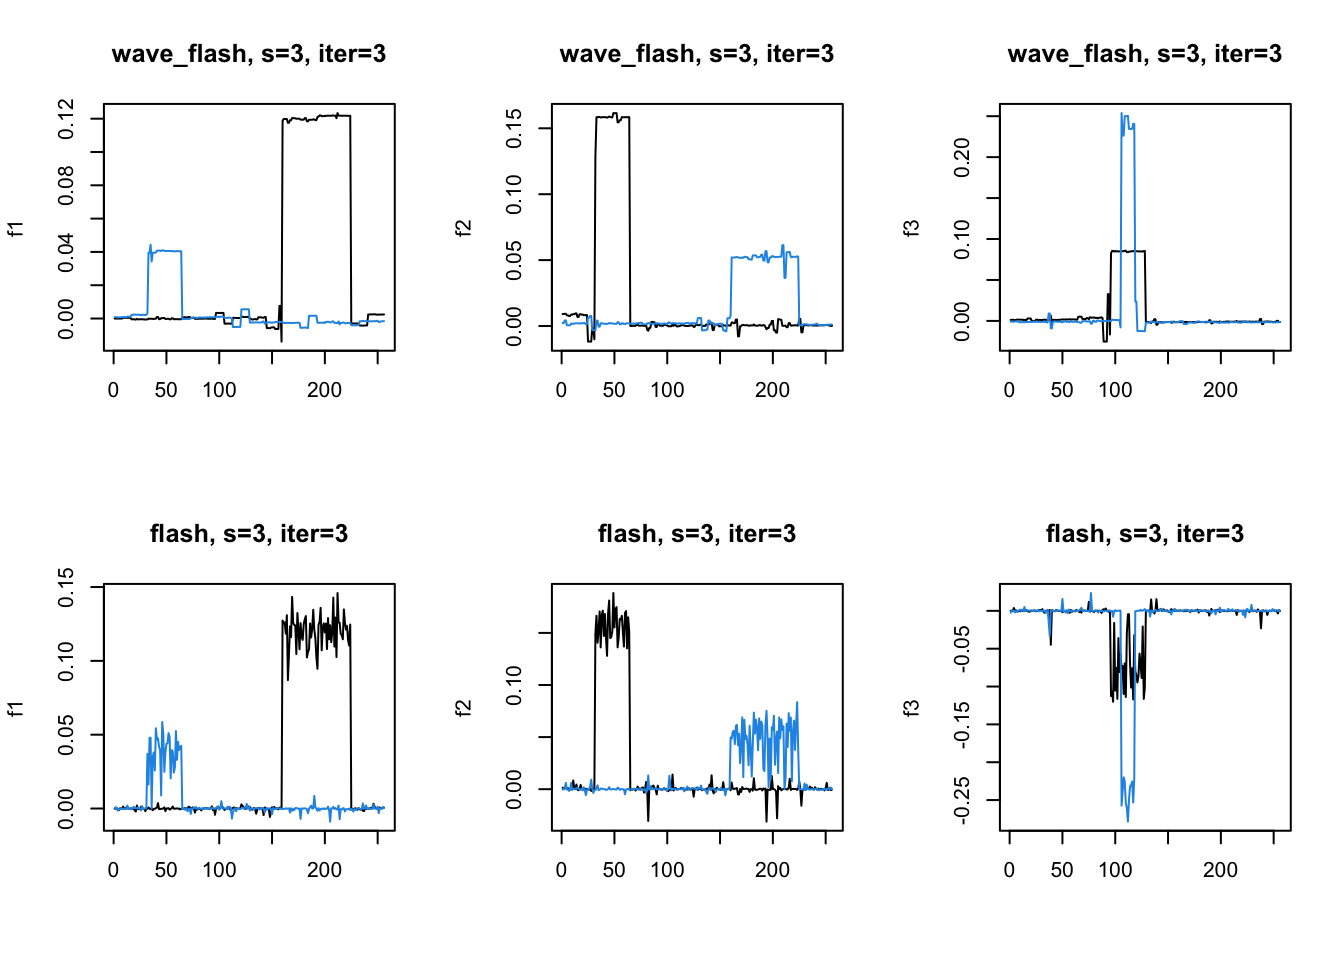 wave_flash, s=3, iter=3
f1
0.00 0.04 0.08 0.12
0 50 100 200
wave_flash, s=3, iter=3
f2
0.00 0.05 0.10 0.15
0 50 100 200
wave_flash, s=3, iter=3
f3
0.00 0.10 0.20
0 50 100 200
flash, s=3, iter=3
f1
0.00 0.05 0.10 0.15
0 50 100 200
flash, s=3, iter=3
f2
0.00 0.10
0 50 100 200
flash, s=3, iter=3
f3
-0.25 -0.15 -0.05
0 50 100 200